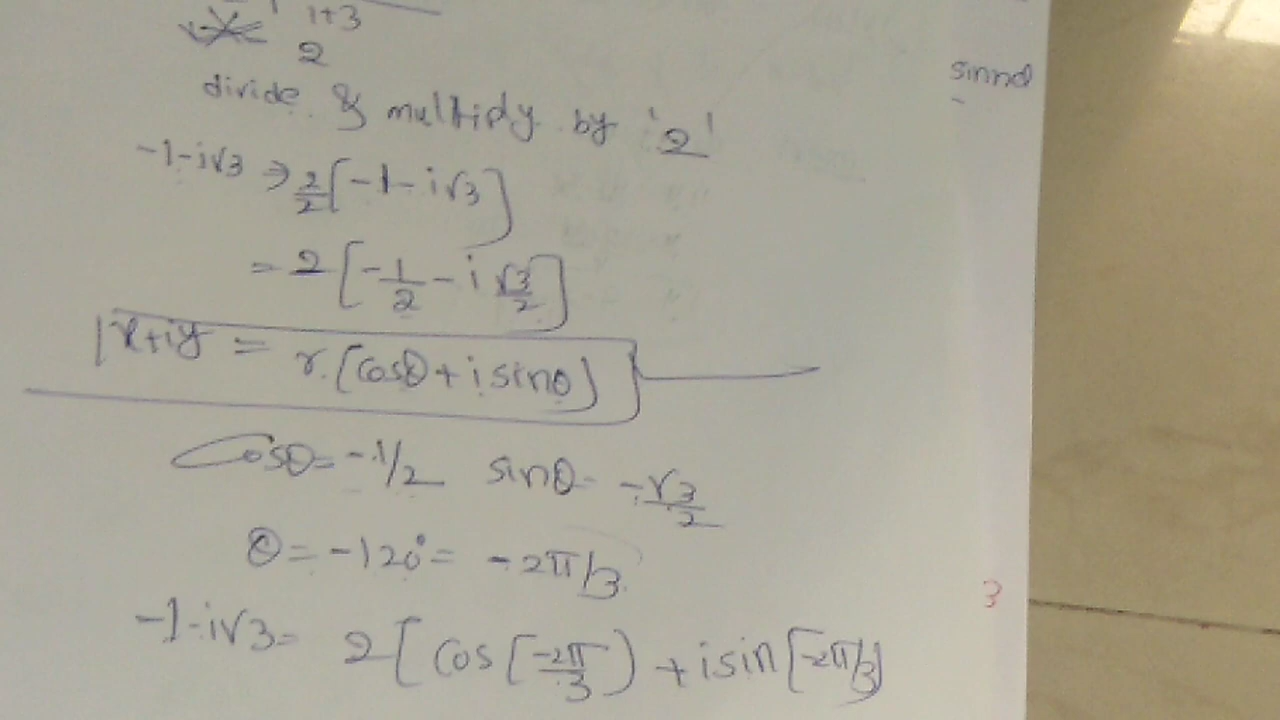 1+3
2
sinnθ
divide & multiply by '2'
-1-i√3 ⇒ 2/2[-1-i√3]
= 2[-1/2 - i √3/2]
x+iy = r.[cosθ + i sinθ)
Cosθ = -1/2 sinθ = -√3/2
θ = -120° = -2π/3
3
-1-i√3 = 2[cos[-2π/3) + i sin[-2π/3)